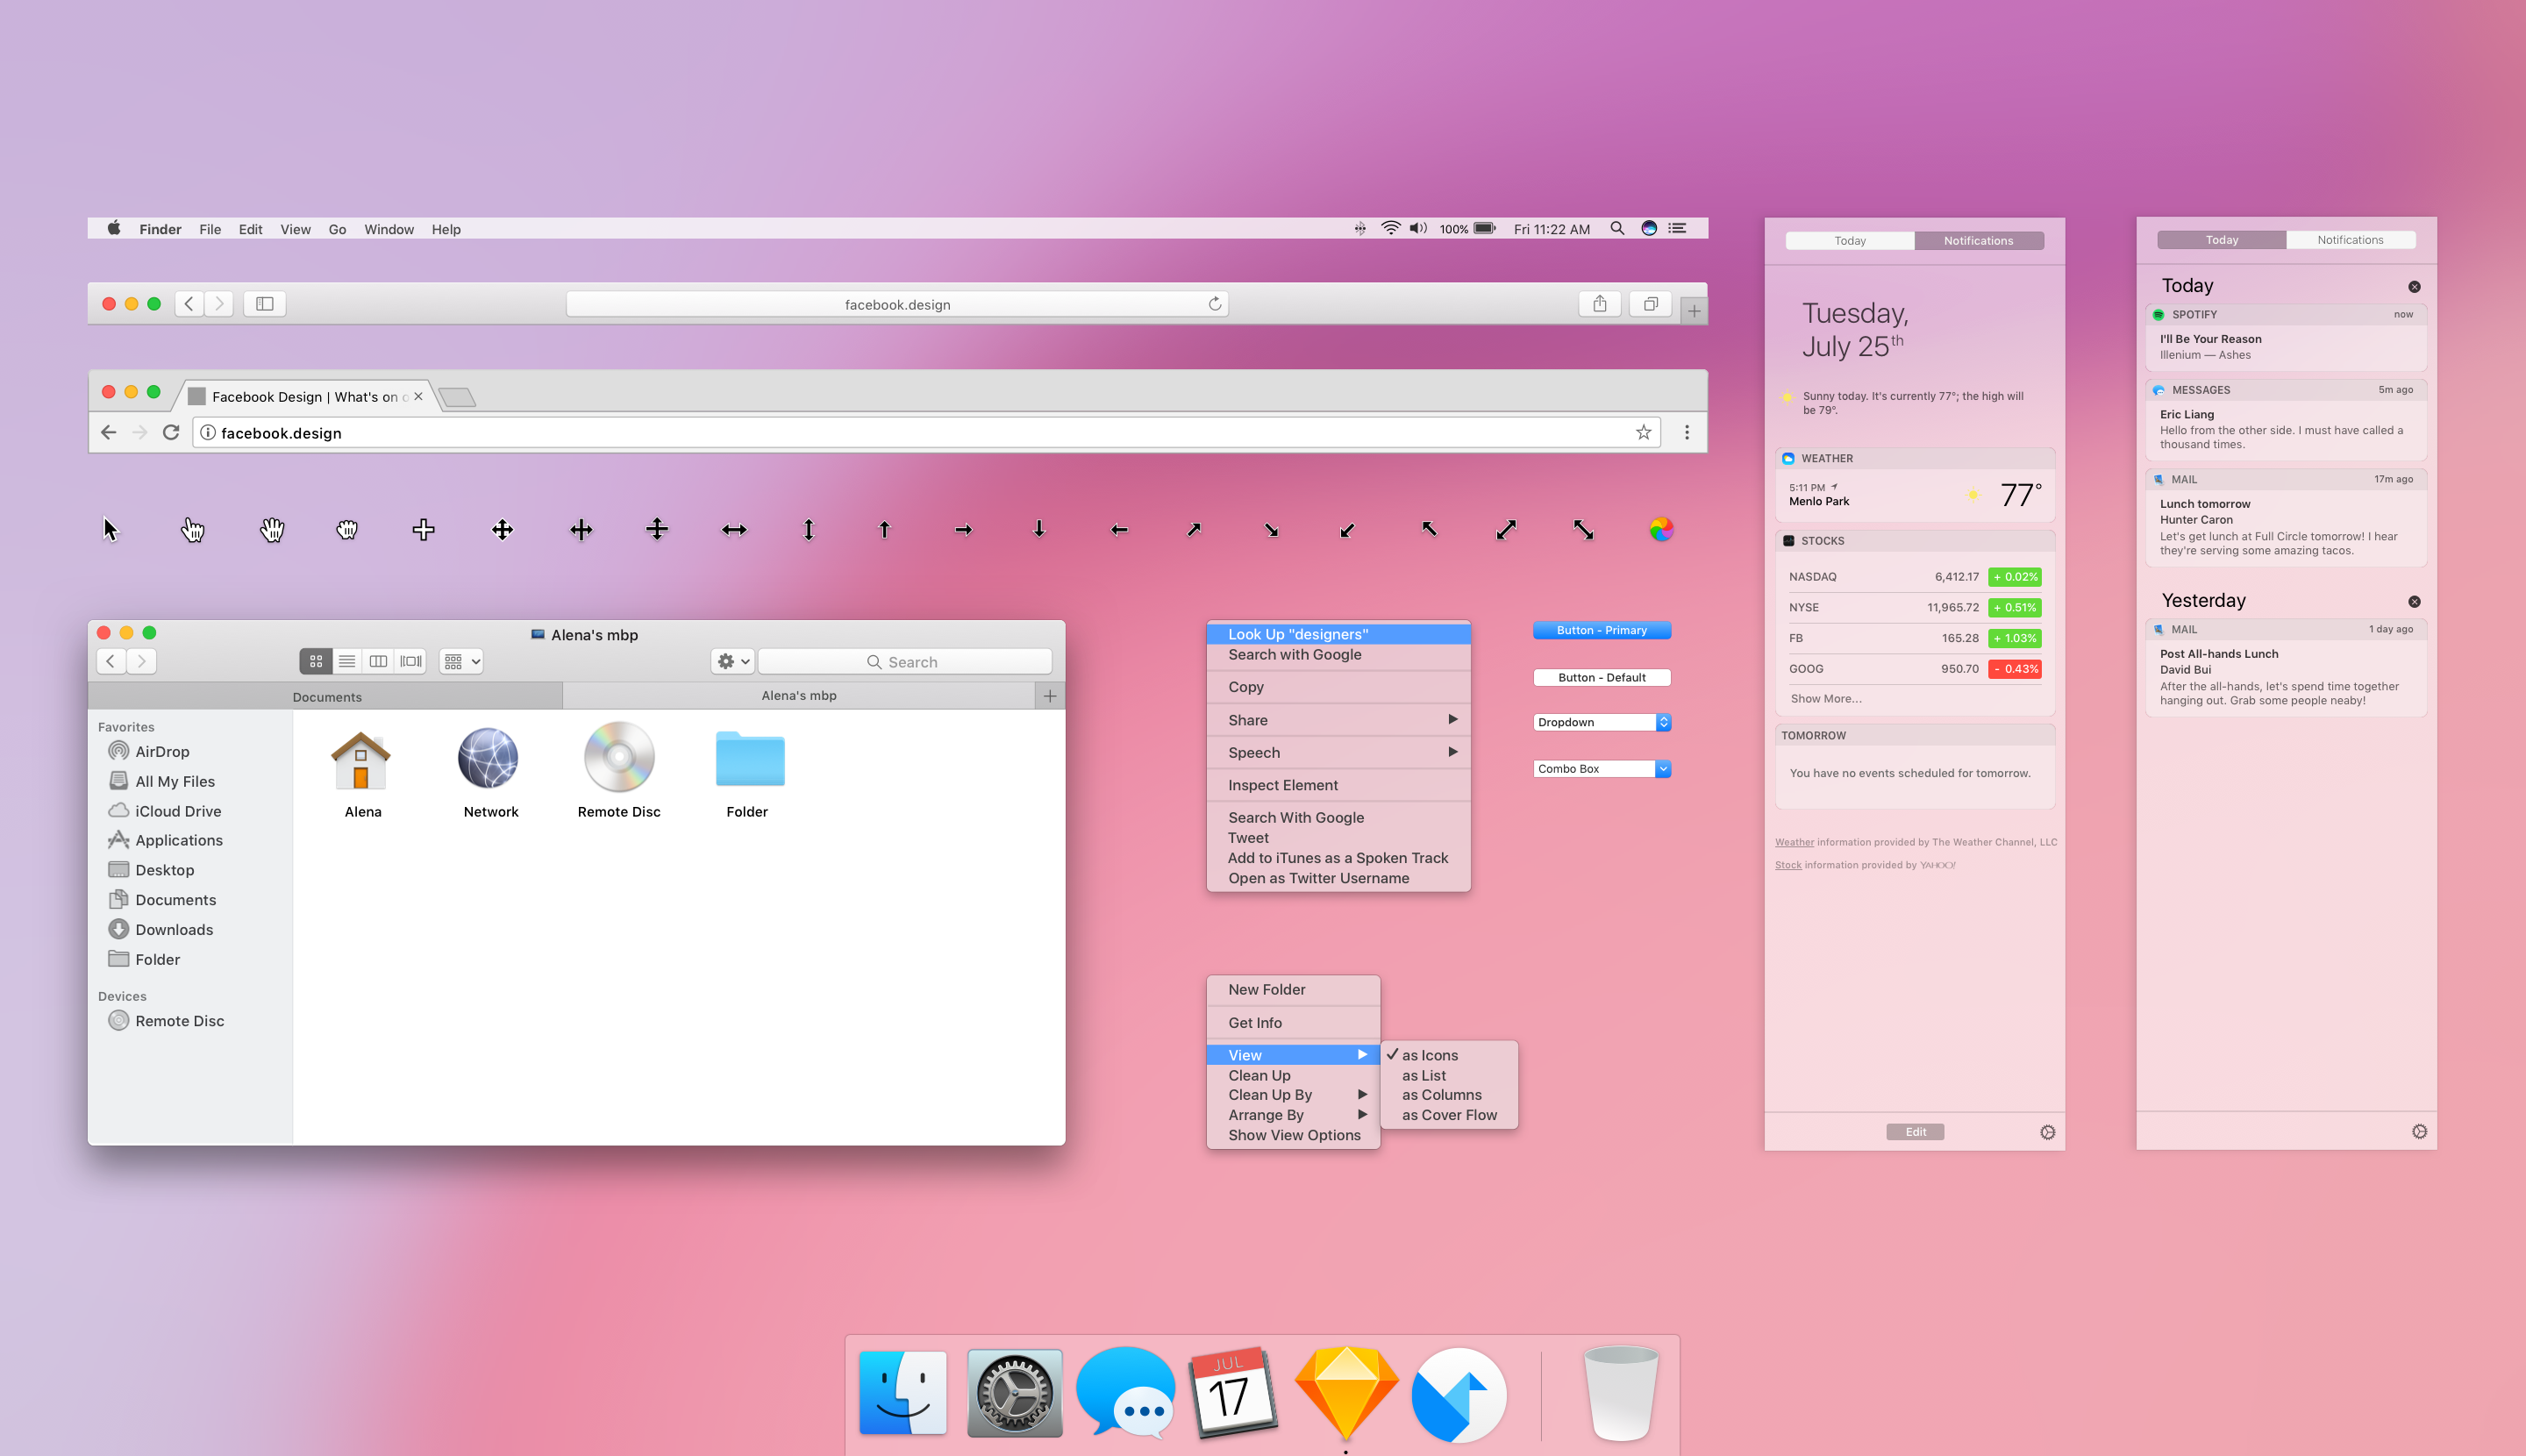 Finder File Edit View Go Window Help 100% Fri 11:22 AM
facebook.design
Facebook Design | What's on
facebook.design
Alena's mbp
Search
Documents Alena's mbp
Favorites
AirDrop
All My Files
iCloud Drive
Applications
Desktop
Documents
Downloads
Folder
Devices
Remote Disc
Alena Network Remote Disc Folder
Look Up "designers"
Search with Google
Copy
Share
Speech
Inspect Element
Search With Google
Tweet
Add to iTunes as a Spoken Track
Open as Twitter Username
Button - Primary
Button - Default
Dropdown
Combo Box
New Folder
Get Info
View
Clean Up
Clean Up By
Arrange By
Show View Options
as Icons
as List
as Columns
as Cover Flow
Today Notifications
Tuesday,
July 25th
Sunny today. It's currently 77°; the high will
be 79°.
WEATHER
5:11 PM
Menlo Park
77°
STOCKS
NASDAQ 6,412.17 + 0.02%
NYSE 11,965.72 + 0.51%
FB 165.28 + 1.03%
GOOG 950.70 - 0.43%
Show More...
TOMORROW
You have no events scheduled for tomorrow.
Weather information provided by The Weather Channel, LLC
Stock information provided by YAHOO!
Edit
Today Notifications
Today
SPOTIFY now
I'll Be Your Reason
Illenium — Ashes
MESSAGES 5m ago
Eric Liang
Hello from the other side. I must have called a
thousand times.
MAIL 17m ago
Lunch tomorrow
Hunter Caron
Let's get lunch at Full Circle tomorrow! I hear
they're serving some amazing tacos.
Yesterday
MAIL 1 day ago
Post All-hands Lunch
David Bui
After the all-hands, let's spend time together
hanging out. Grab some people neaby!
JUL
17